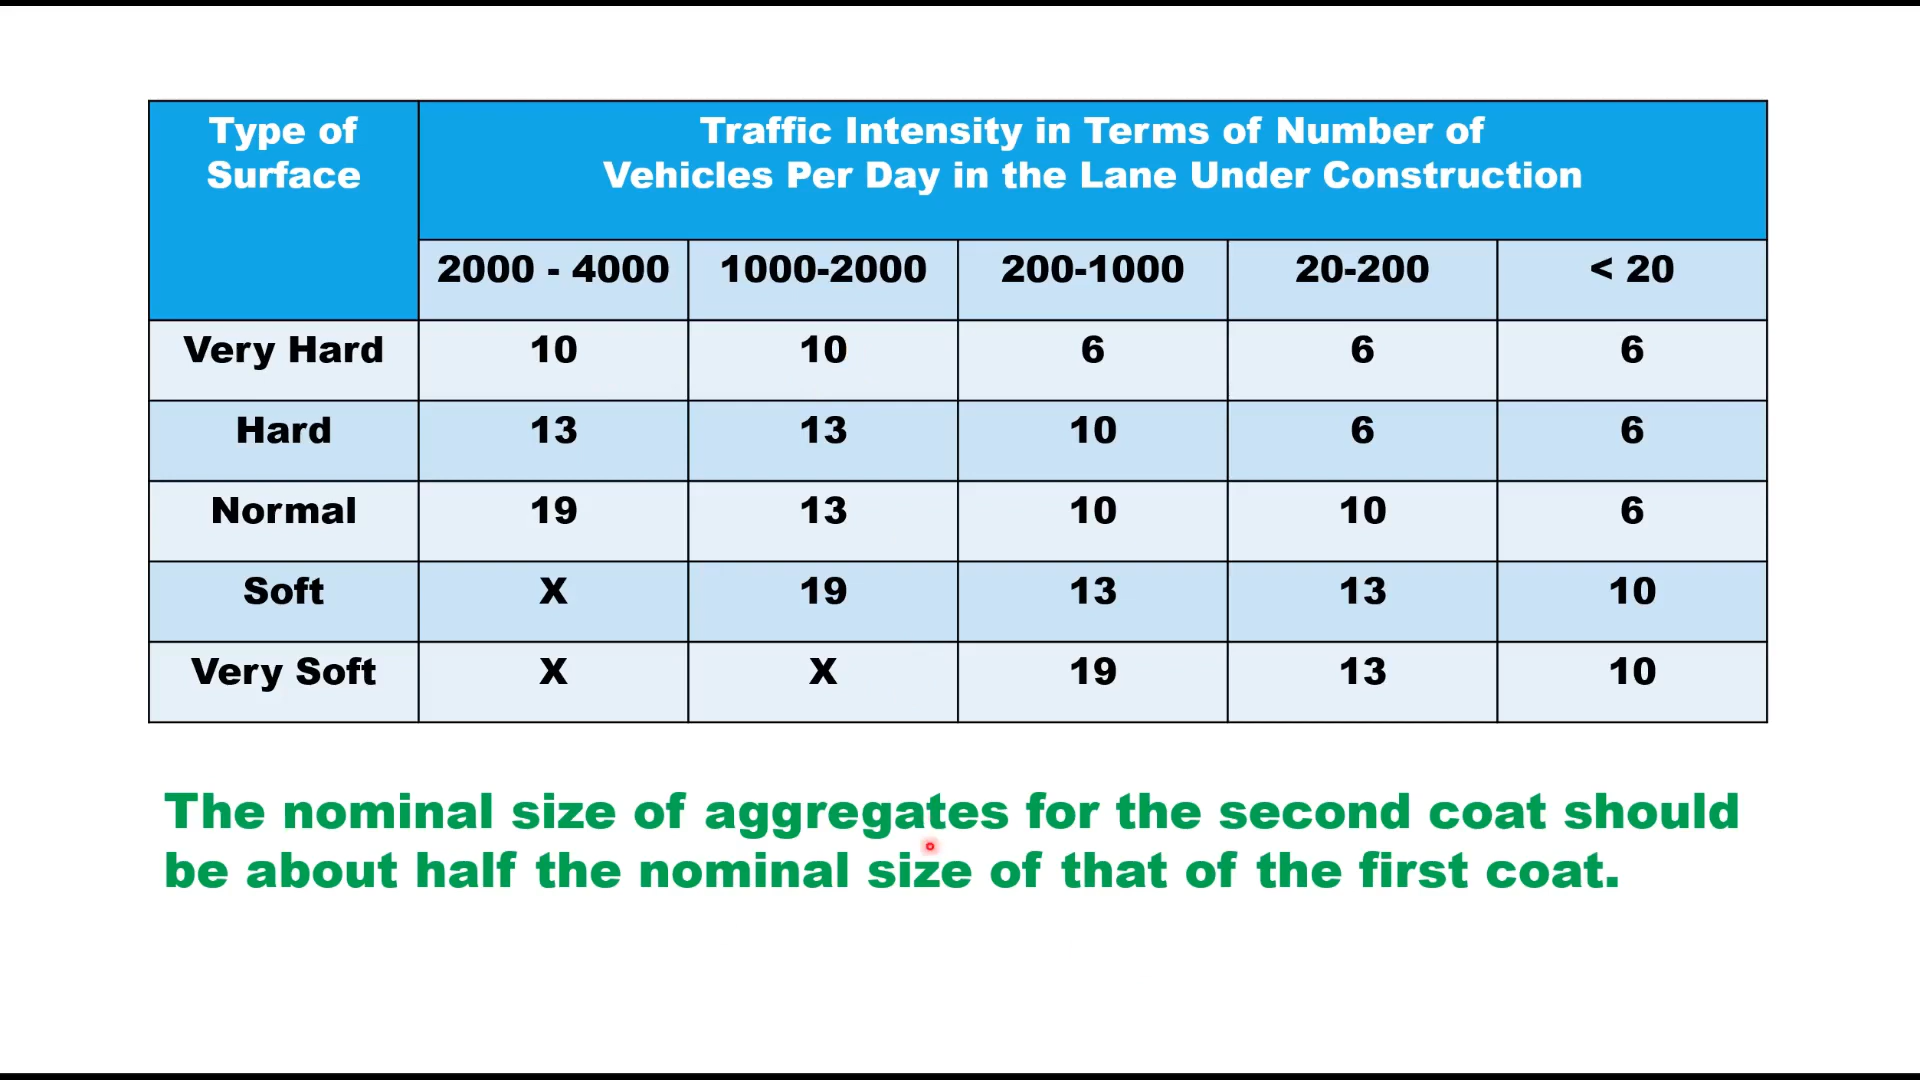 Type of
Surface
Traffic Intensity in Terms of Number of
Vehicles Per Day in the Lane Under Construction
2000 - 4000 1000-2000 200-1000 20-200 < 20
Very Hard 10 10 6 6 6
Hard 13 13 10 6 6
Normal 19 13 10 10 6
Soft X 19 13 13 10
Very Soft X X 19 13 10
The nominal size of aggregates for the second coat should
be about half the nominal size of that of the first coat.